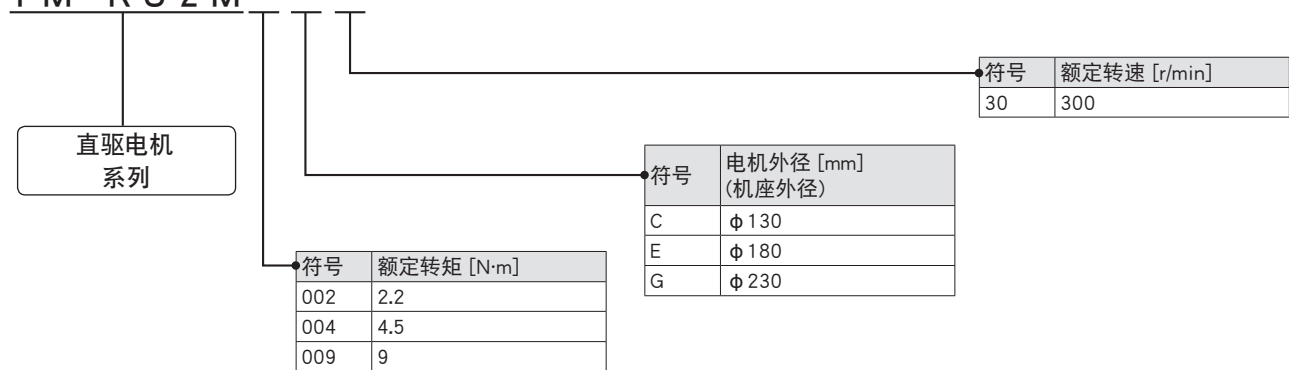 符号 额定转速 [r/min]
30 300
直驱电机
系列
符号 电机外径 [mm]
(机座外径)
C φ130
E φ180
G φ230
符号 额定转矩 [N·m]
002 2.2
004 4.5
009 9